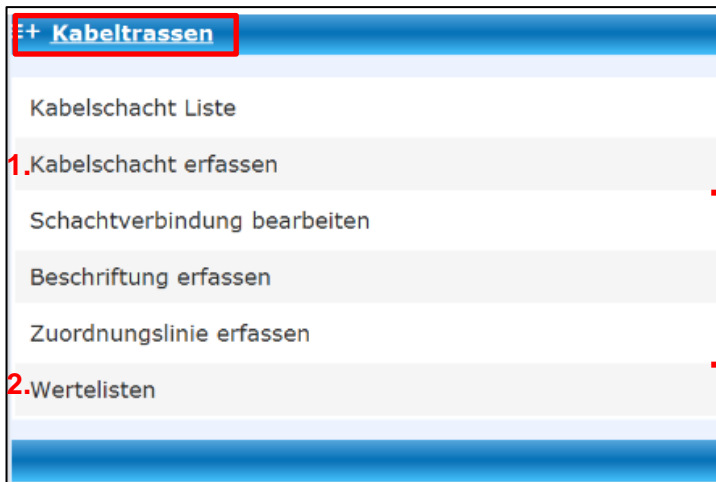 + Kabeltrassen
Kabelschacht Liste
1. Kabelschacht erfassen
Schachtverbindung bearbeiten
Beschriftung erfassen
Zuordnungslinie erfassen
2. Wertelisten